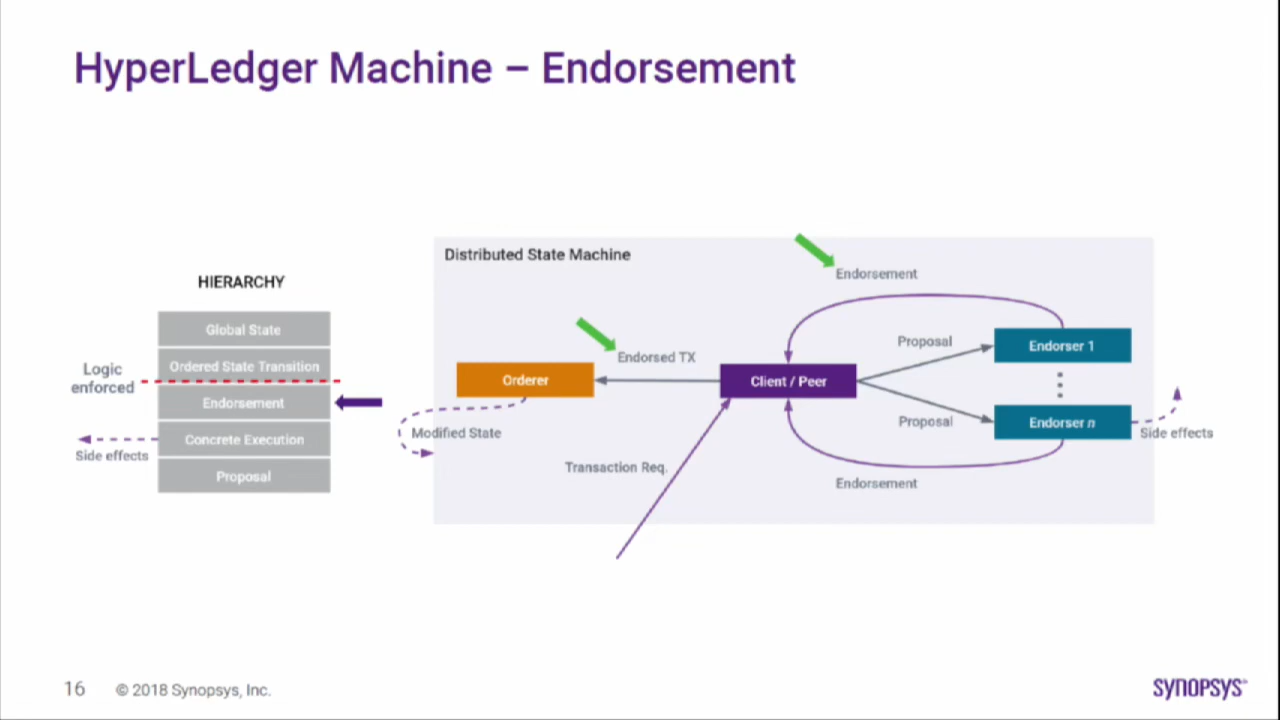 HyperLedger Machine – Endorsement
HIERARCHY
Global State
Ordered State Transition
Logic
enforced
Endorsement
Concrete Execution
Side effects
Proposal
Distributed State Machine
Endorsement
Endorsed TX
Proposal
Endorser 1
Orderer
Client / Peer
Proposal
Endorser n
Modified State
Side effects
Transaction Req.
Endorsement
16 © 2018 Synopsys, Inc.
SYNOPSYS